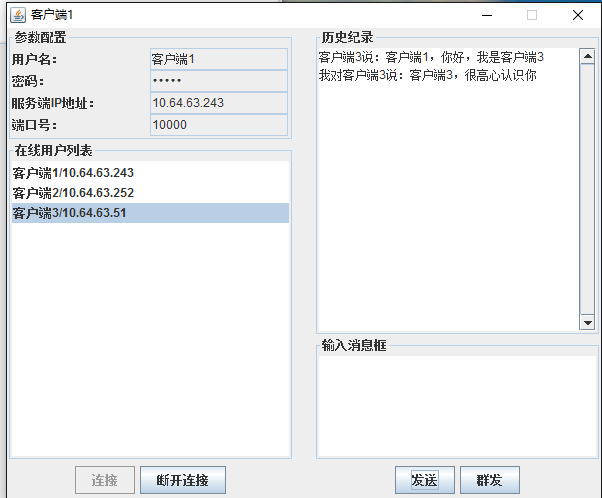 客户端1
参数配置
用户名：
客户端1
密码：
•••••
服务端IP地址：
10.64.63.243
端口号：
10000
在线用户列表
客户端1/10.64.63.243
客户端2/10.64.63.252
客户端3/10.64.63.51
连接
断开连接
历史纪录
客户端3说：客户端1，你好，我是客户端3
我对客户端3说：客户端3，很高心认识你
输入消息框
发送
群发